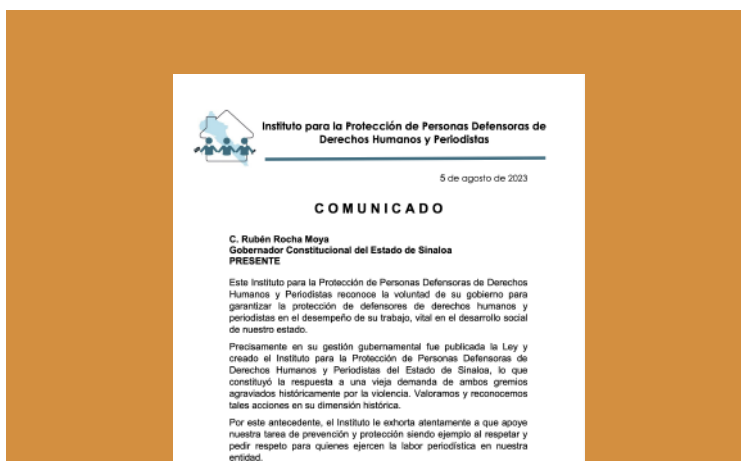 Instituto para la Protección de Personas Defensoras de
Derechos Humanos y Periodistas
5 de agosto de 2023
COMUNICADO
C. Rubén Rocha Moya
Gobernador Constitucional del Estado de Sinaloa
PRESENTE
Este Instituto para la Protección de Personas Defensoras de Derechos
Humanos y Periodistas reconoce la voluntad de su gobierno para
garantizar la protección de defensores de derechos humanos y
periodistas en el desempeño de su trabajo, vital en el desarrollo social
de nuestro estado.
Precisamente en su gestión gubernamental fue publicada la Ley y
creado el Instituto para la Protección de Personas Defensoras de
Derechos Humanos y Periodistas del Estado de Sinaloa, lo que
constituyó la respuesta a una vieja demanda de ambos gremios
agraviados históricamente por la violencia. Valoramos y reconocemos
tales acciones en su dimensión histórica.
Por este antecedente, el Instituto le exhorta atentamente a que apoye
nuestra tarea de prevención y protección siendo ejemplo al respetar y
pedir respeto para quienes ejercen la labor periodística en nuestra
entidad.